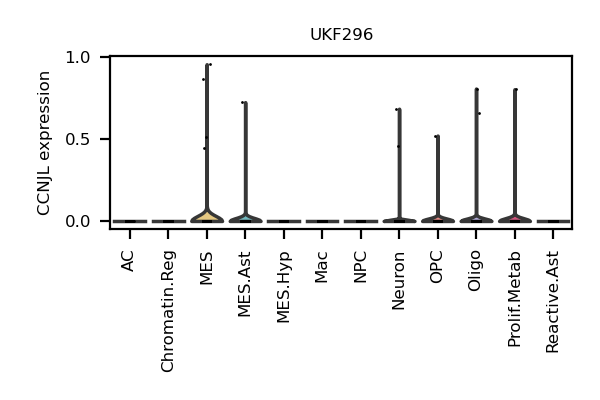 UKF296
CCNJL expression
1.0
0.5
0.0
AC
Chromatin.Reg
MES
MES.Ast
MES.Hyp
Mac
NPC
Neuron
OPC
Oligo
Prolif.Metab
Reactive.Ast